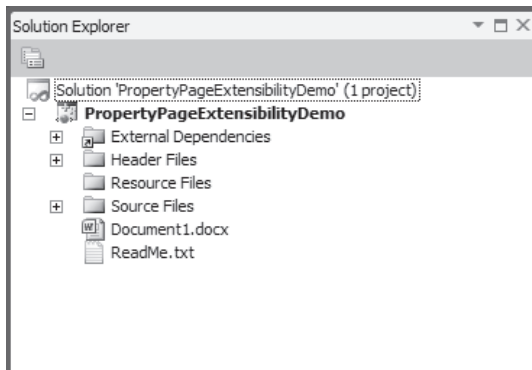 Solution Explorer
Solution 'PropertyPageExtensibilityDemo' (1 project)
PropertyPageExtensibilityDemo
External Dependencies
Header Files
Resource Files
Source Files
Document1.docx
ReadMe.txt